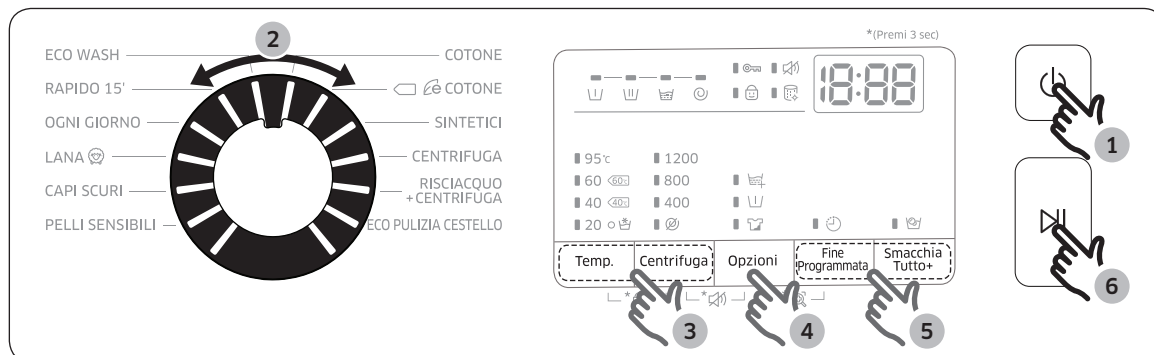 2
*(Premi 3 sec)
ECO WASH
COTONE
RAPIDO 15'
COTONE
OGNI GIORNO
SINTETICI
LANA
CENTRIFUGA
CAPI SCURI
RISCIACQUO
+CENTRIFUGA
PELLI SENSIBILI
ECO PULIZIA CESTELLO
18:88
95°c 1200
60 60°c 800
40 40°c 400
20
Temp. Centrifuga Opzioni Fine Programmata Smacchia Tutto+
1
3
4
5
6